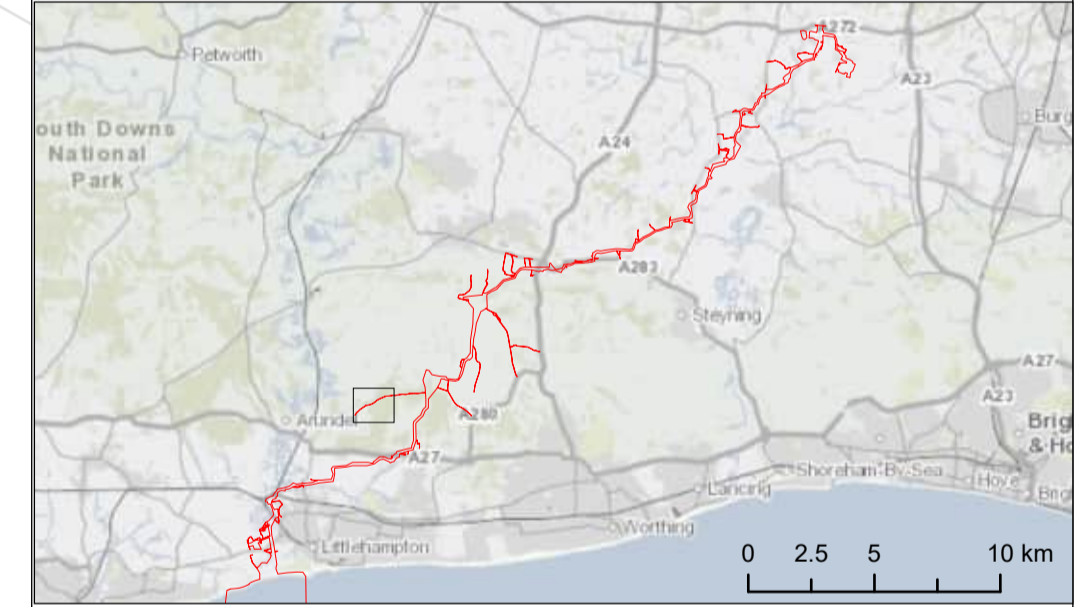 A272
Petworth
A23
Burg
outh Downs
National
Park
A24
A283
Steyning
A27
A23
Arundel
A280
Brig
& Ho
A27
Shoreham-By-Sea
Hove
Lancing
Brig
Worthing
Littlehampton
0 2.5 5 10 km